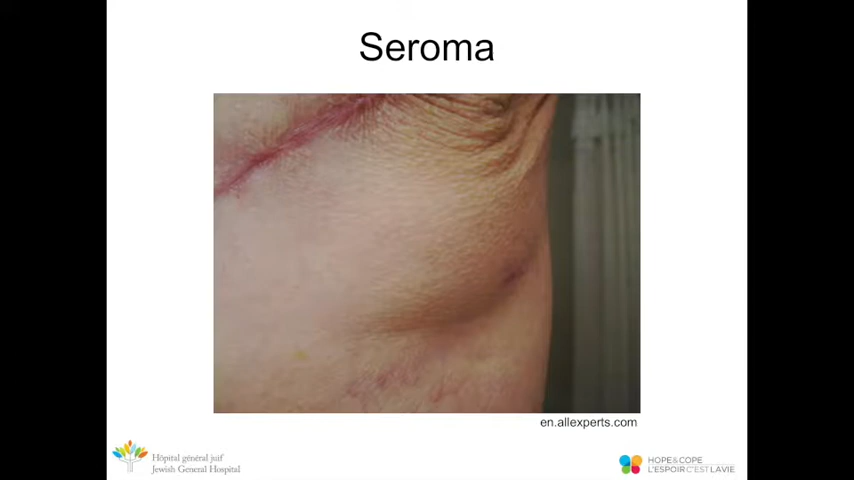 Seroma
en.allexperts.com
Hôpital général juif
Jewish General Hospital
HOPE&COPE
L'ESPOIR C'EST LA VIE